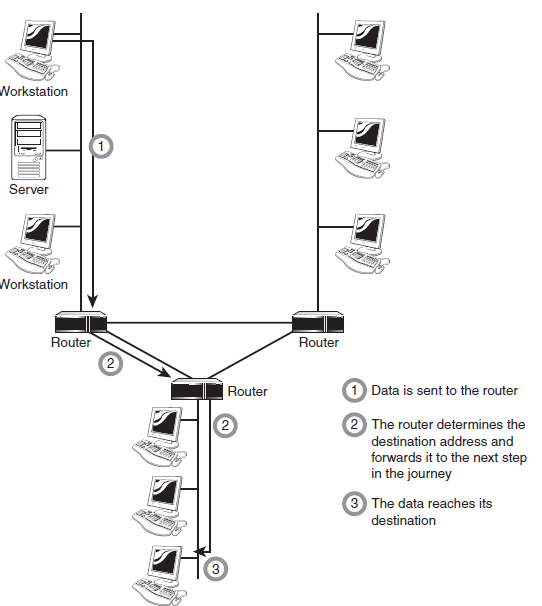 Workstation
1
Server
Workstation
Router
Router
2
Router
2
3
1 Data is sent to the router
2 The router determines the
destination address and
forwards it to the next step
in the journey
3 The data reaches its
destination